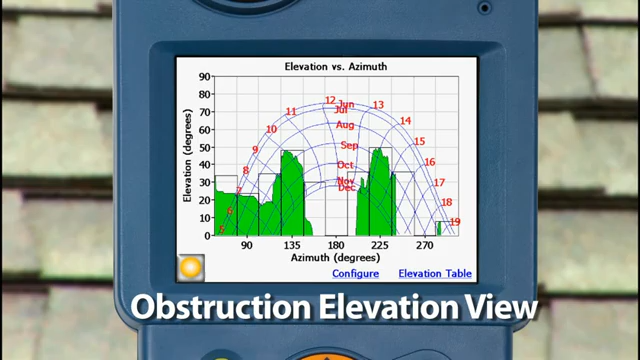 Elevation vs. Azimuth
Elevation (degrees)
90
80
70
60
50
40
30
20
10
0
12 Jun 13
11 Jul
10 Aug 14
9 Sep 15
8 Oct 16
7 Nov 17
6 Dec 18
5 19
90 135 180 225 270
Azimuth (degrees)
Configure Elevation Table
Obstruction Elevation View